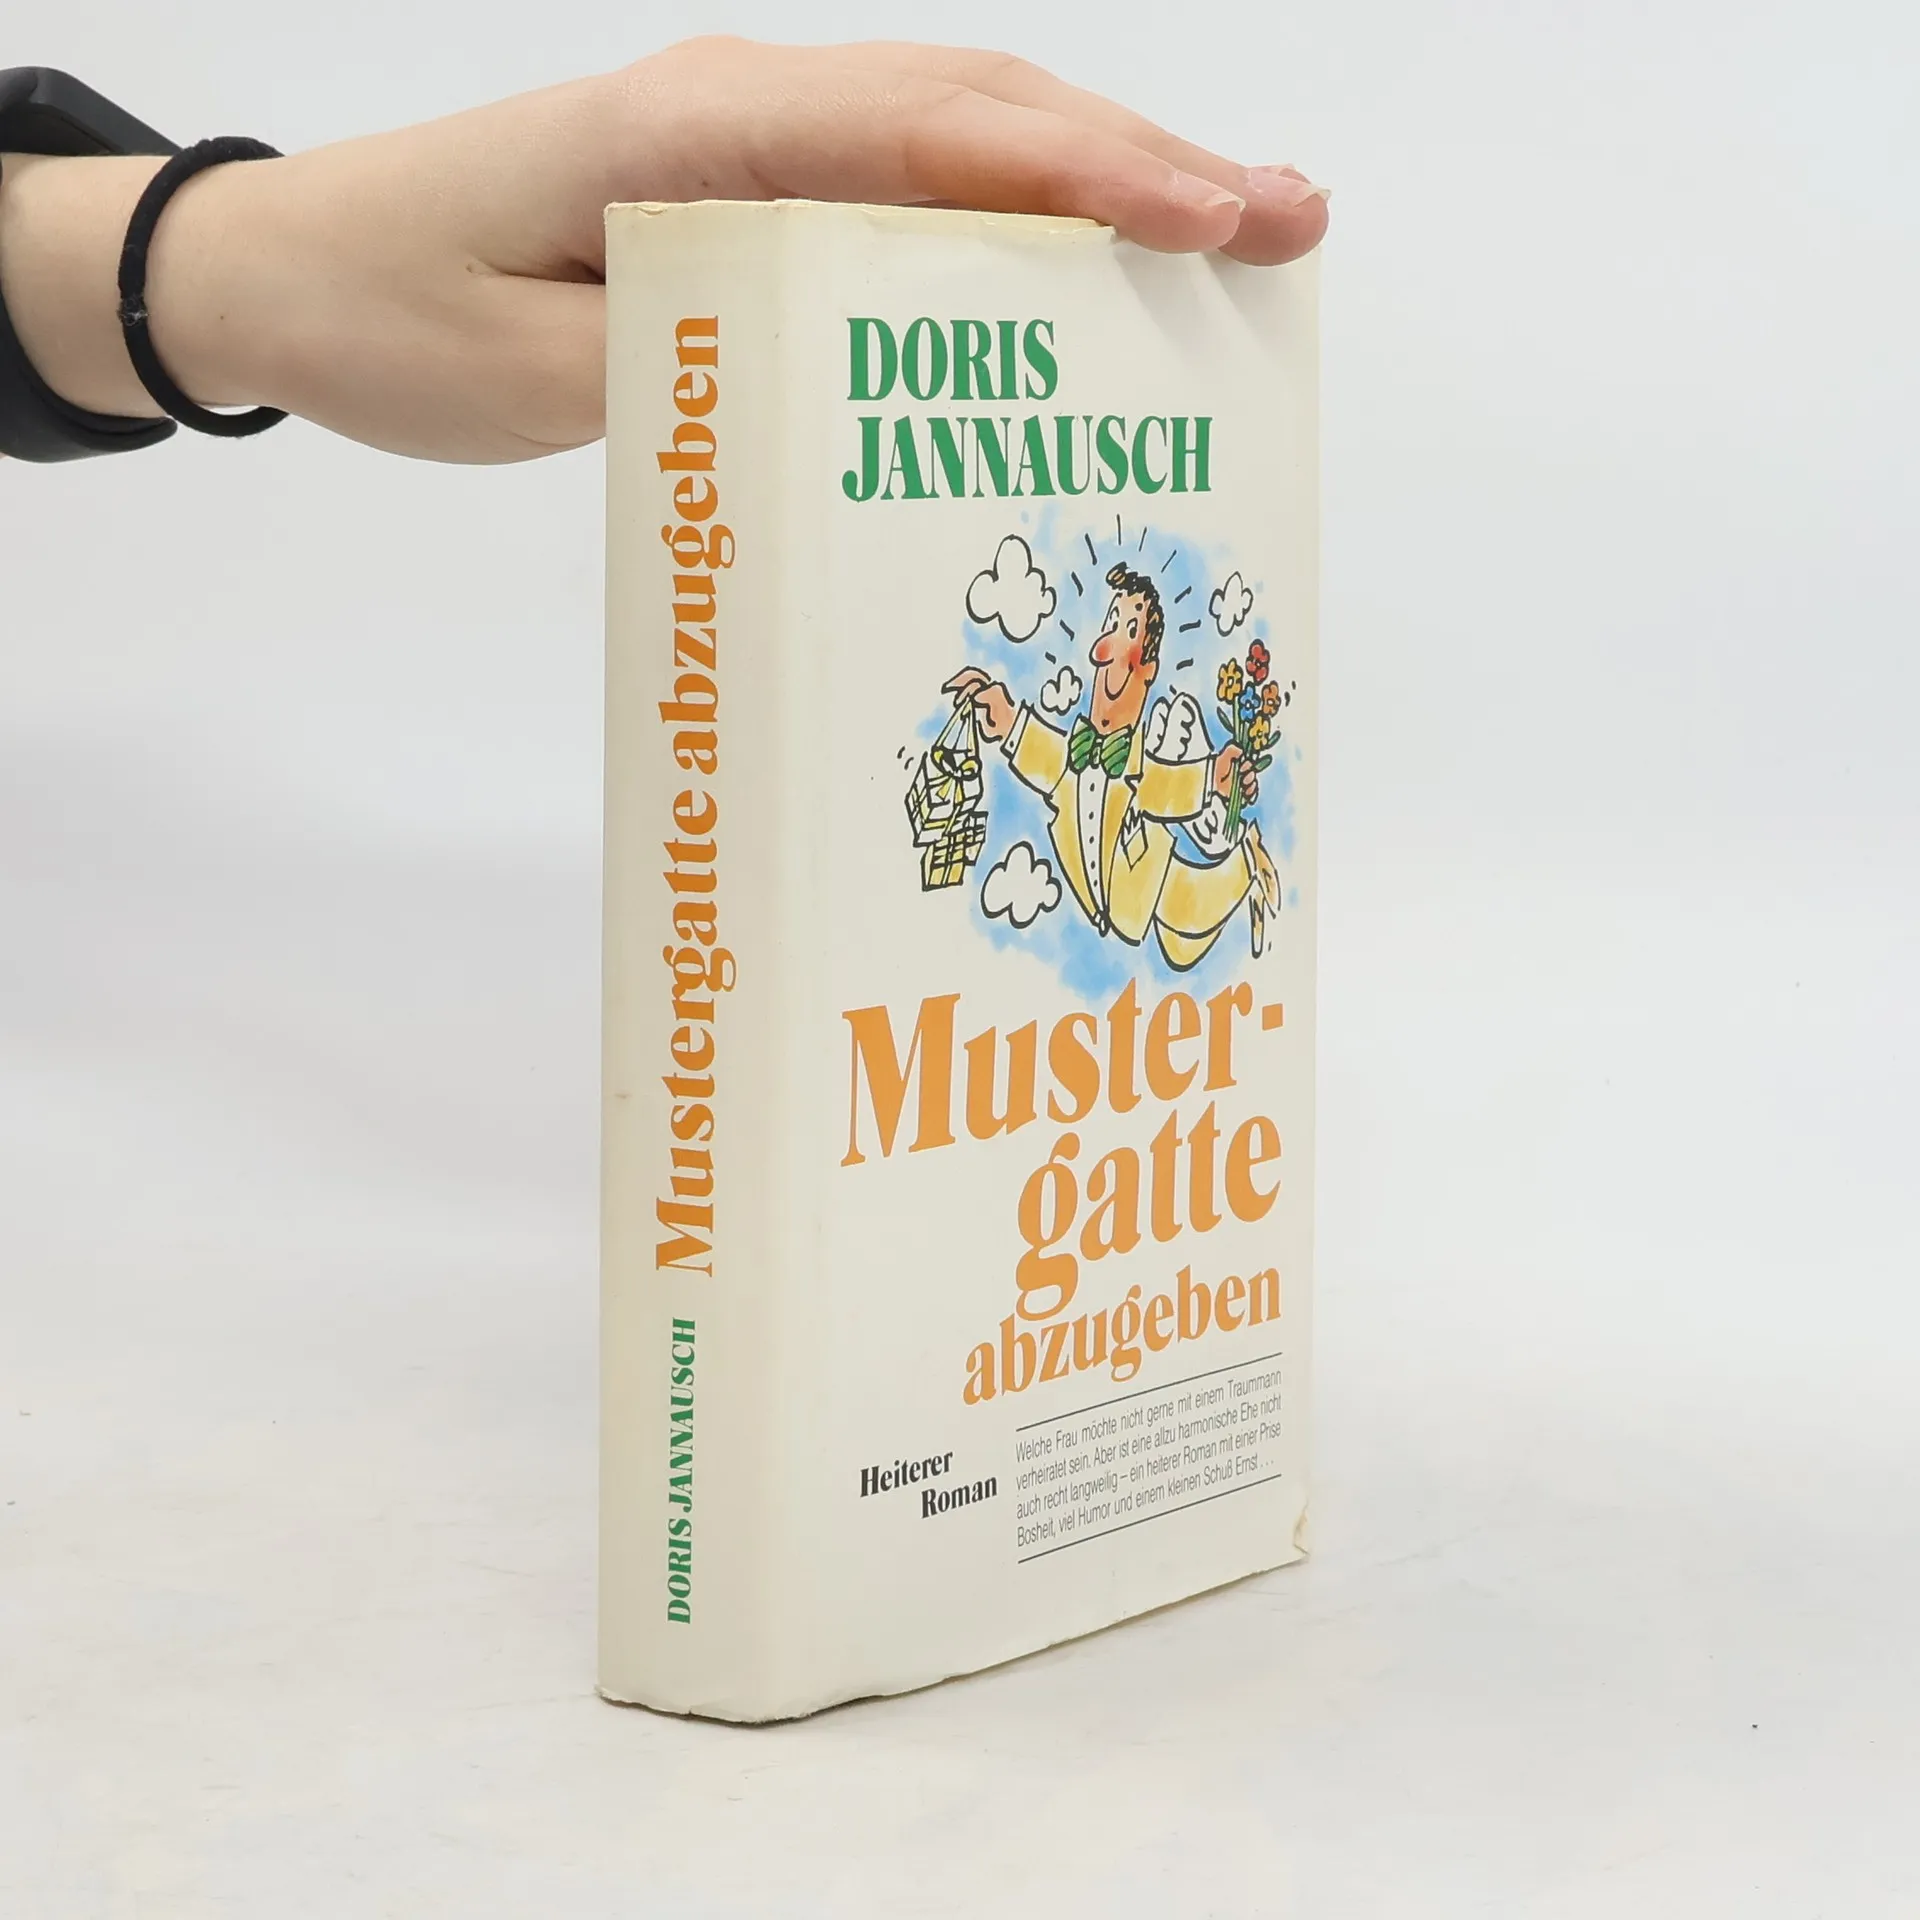 Mustergatte abzugeben
DORIS JANNAUSCH
DORIS
JANNAUSCH
Muster-
gatte
abzugeben
Heiterer
Roman
Welche Frau möchte nicht gerne mit einem Traummann
verheiratet sein. Aber ist eine allzu harmonische Ehe nicht
auch recht langweilig – ein heiterer Roman mit einer Prise
Bosheit, viel Humor und einem kleinen Schuß Ernst . . .